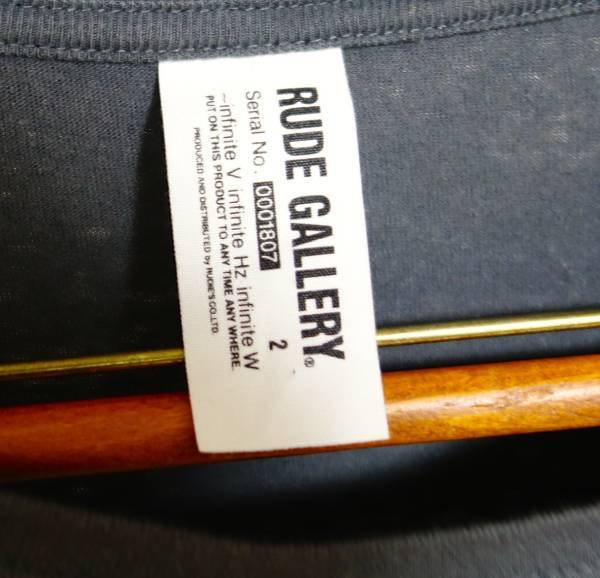 RUDE GALLERY®
2
Serial No. 0001807
~infinite V infinite Hz infinite W
PUT ON THIS PRODUCT TO ANY TIME ANY WHERE.
PRODUCED AND DISTRIBUTED by RUDIE'S CO.,LTD.